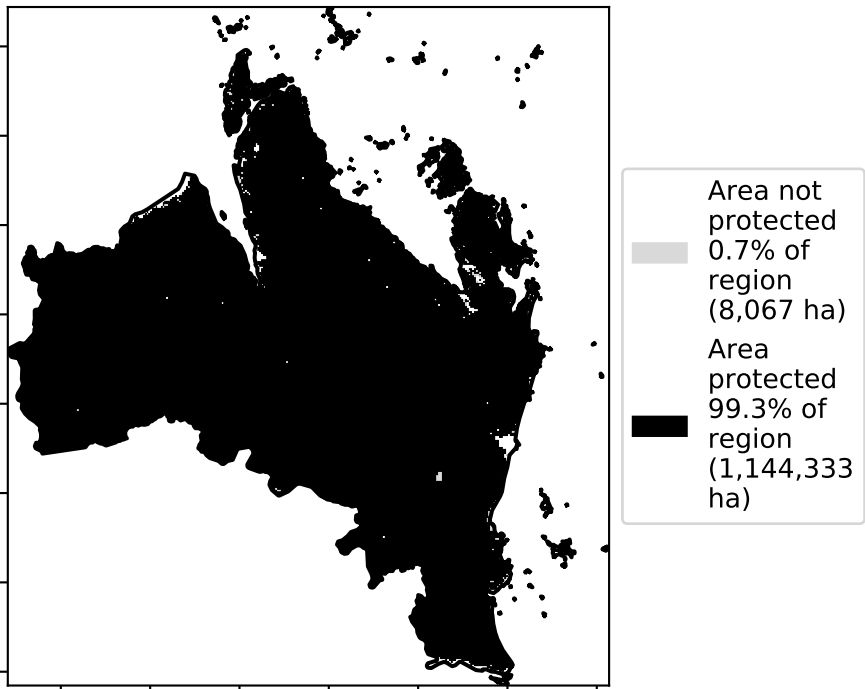 Area not
protected
0.7% of
region
(8,067 ha)
Area
protected
99.3% of
region
(1,144,333
ha)